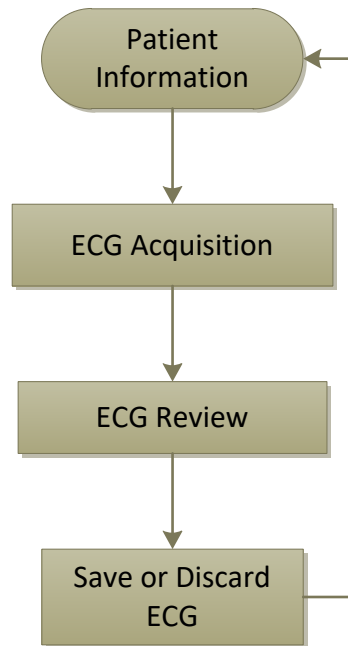 Patient
Information
ECG Acquisition
ECG Review
Save or Discard
ECG